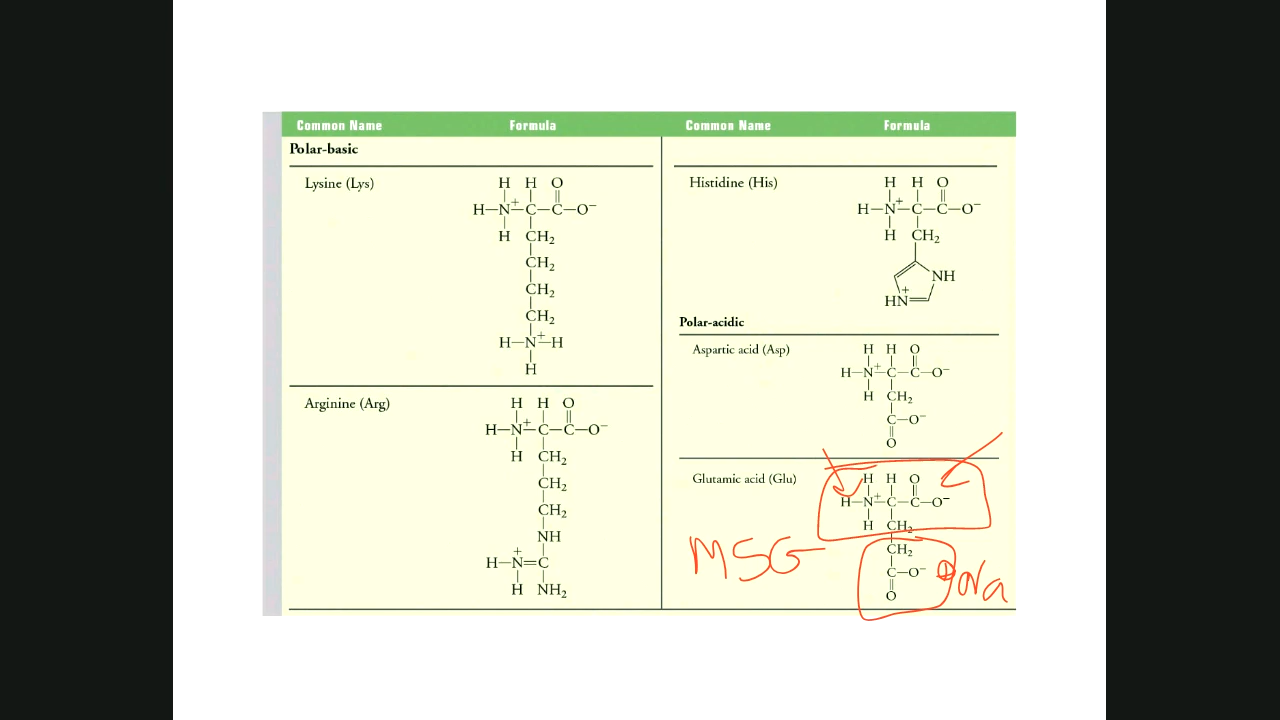 Common Name Formula Common Name Formula
Polar-basic
Lysine (Lys)
H H O
H—N⁺—C—C—O⁻
H CH₂
CH₂
CH₂
CH₂
H—N⁺—H
H
Arginine (Arg)
H H O
H—N⁺—C—C—O⁻
H CH₂
CH₂
CH₂
NH
H—N⁺=C
H NH₂
Histidine (His)
H H O
H—N⁺—C—C—O⁻
H CH₂
NH
HN⁺
Polar-acidic
Aspartic acid (Asp)
H H O
H—N⁺—C—C—O⁻
H CH₂
C—O⁻
O
Glutamic acid (Glu)
H H O
H—N⁺—C—C—O⁻
H CH₂
CH₂
C—O⁻ ⊕Na
O
MSG